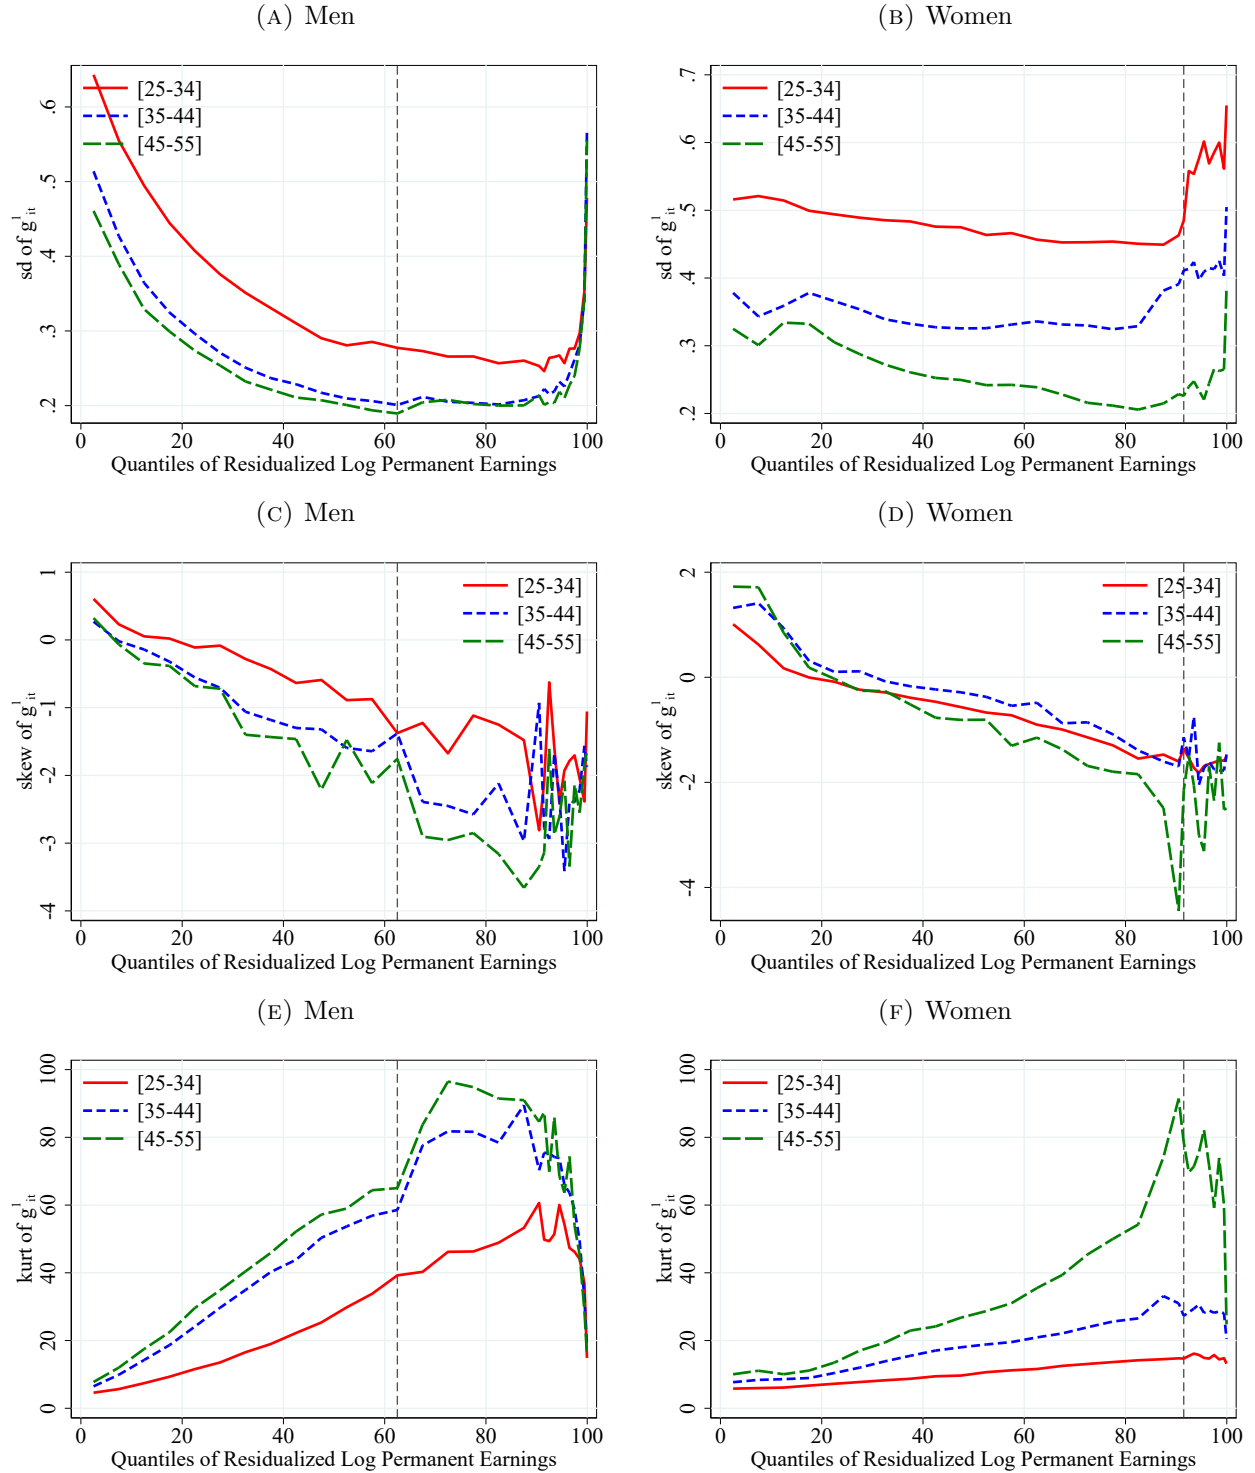 (A) Men
sd of g¹ᵢₜ
.6
.5
.4
.3
.2
[25-34]
[35-44]
[45-55]
0 20 40 60 80 100
Quantiles of Residualized Log Permanent Earnings
(B) Women
sd of g¹ᵢₜ
.7
.6
.5
.4
.3
.2
[25-34]
[35-44]
[45-55]
0 20 40 60 80 100
Quantiles of Residualized Log Permanent Earnings
(C) Men
skew of g¹ᵢₜ
1
0
-1
-2
-3
-4
[25-34]
[35-44]
[45-55]
0 20 40 60 80 100
Quantiles of Residualized Log Permanent Earnings
(D) Women
skew of g¹ᵢₜ
2
0
-2
-4
[25-34]
[35-44]
[45-55]
0 20 40 60 80 100
Quantiles of Residualized Log Permanent Earnings
(E) Men
kurt of g¹ᵢₜ
100
80
60
40
20
0
[25-34]
[35-44]
[45-55]
0 20 40 60 80 100
Quantiles of Residualized Log Permanent Earnings
(F) Women
kurt of g¹ᵢₜ
100
80
60
40
20
0
[25-34]
[35-44]
[45-55]
0 20 40 60 80 100
Quantiles of Residualized Log Permanent Earnings